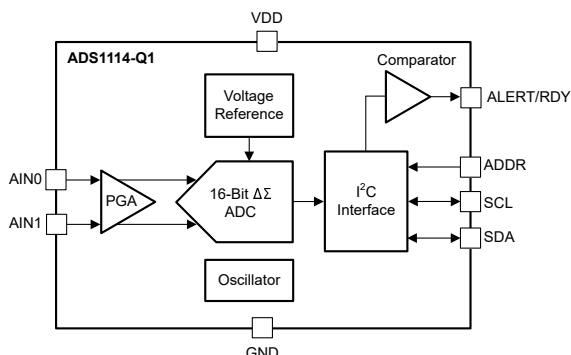 VDD
ADS1114-Q1
Comparator
Voltage
Reference
ALERT/RDY
ADDR
AIN0
PGA
16-Bit ΔΣ
ADC
I²C
Interface
SCL
AIN1
SDA
Oscillator
GND